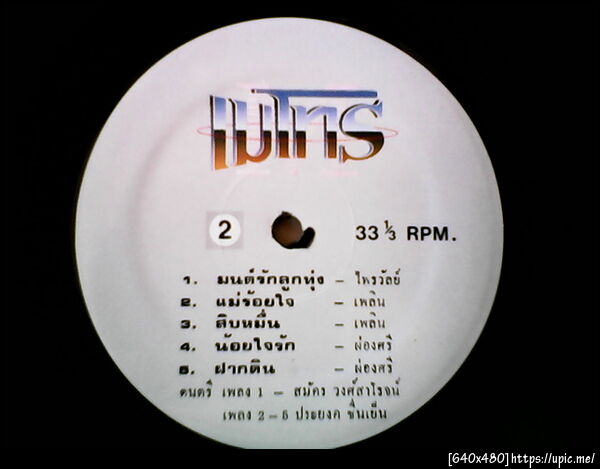 เมโทร
2
33 ⅓ RPM.
1. มนต์รักลูกทุ่ง – ไพรวัลย์
2. แม่ร้อยใจ – เพลิน
3. สิบหมื่น – เพลิน
4. น้อยใจรัก – ผ่องศรี
5. ฝากดิน – ผ่องศรี
ดนตรี เพลง 1 – สมัคร วงศ์สาโรจน์
เพลง 2 – 5 ประยงค์ ชื่นเย็น
[640x480]https://upic.me/